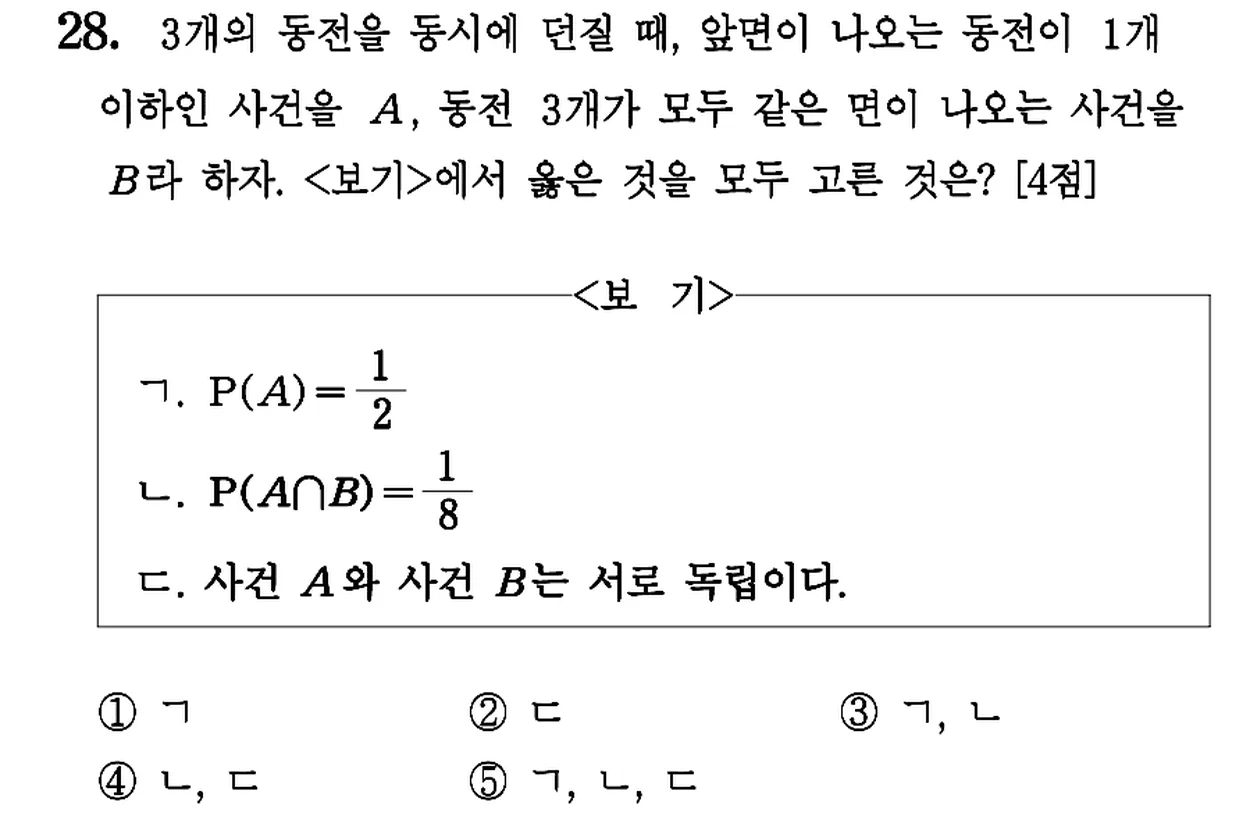 28. 3개의 동전을 동시에 던질 때, 앞면이 나오는 동전이 1개
이하인 사건을 A, 동전 3개가 모두 같은 면이 나오는 사건을
B라 하자. <보기>에서 옳은 것을 모두 고른 것은? [4점]
<보 기>
ㄱ. P(A)=1/2
ㄴ. P(A∩B)=1/8
ㄷ. 사건 A와 사건 B는 서로 독립이다.
① ㄱ ② ㄷ ③ ㄱ, ㄴ
④ ㄴ, ㄷ ⑤ ㄱ, ㄴ, ㄷ